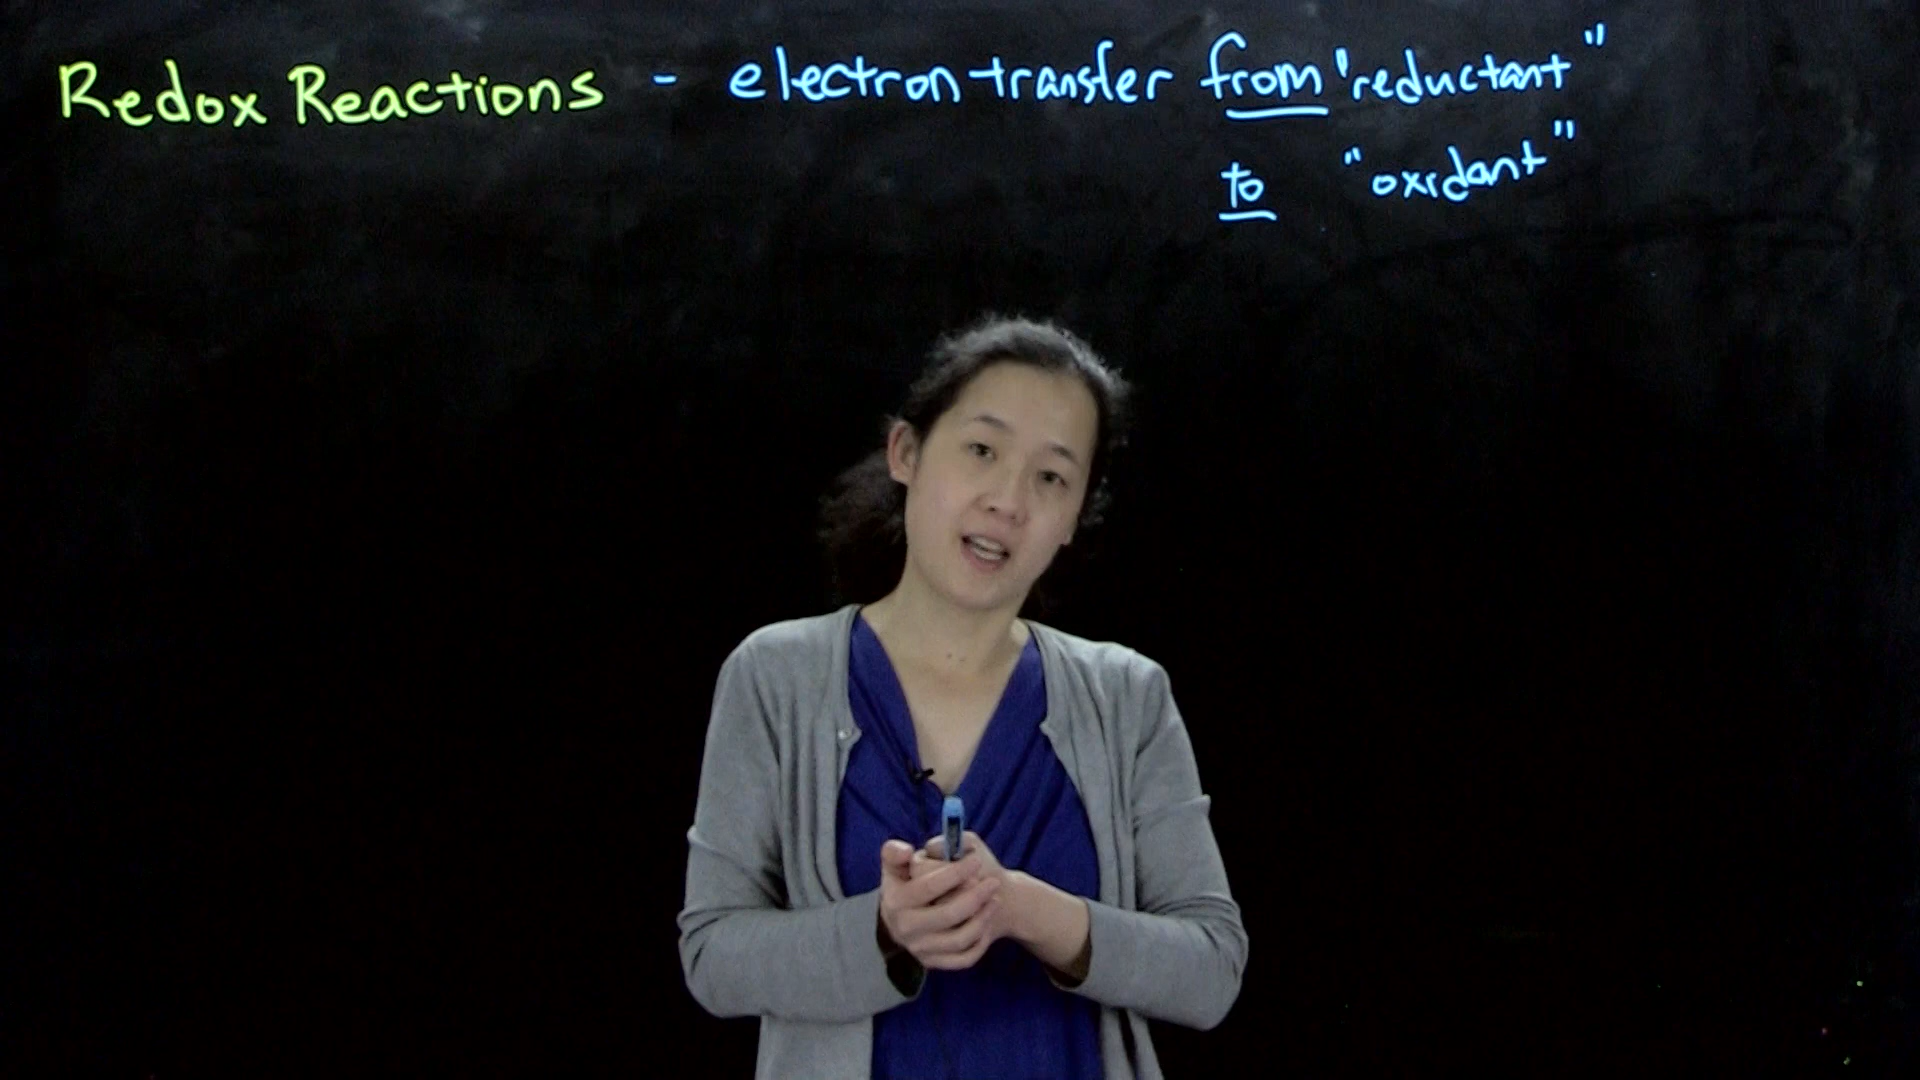 Redox Reactions - electron transfer from "reductant"
to "oxidant"